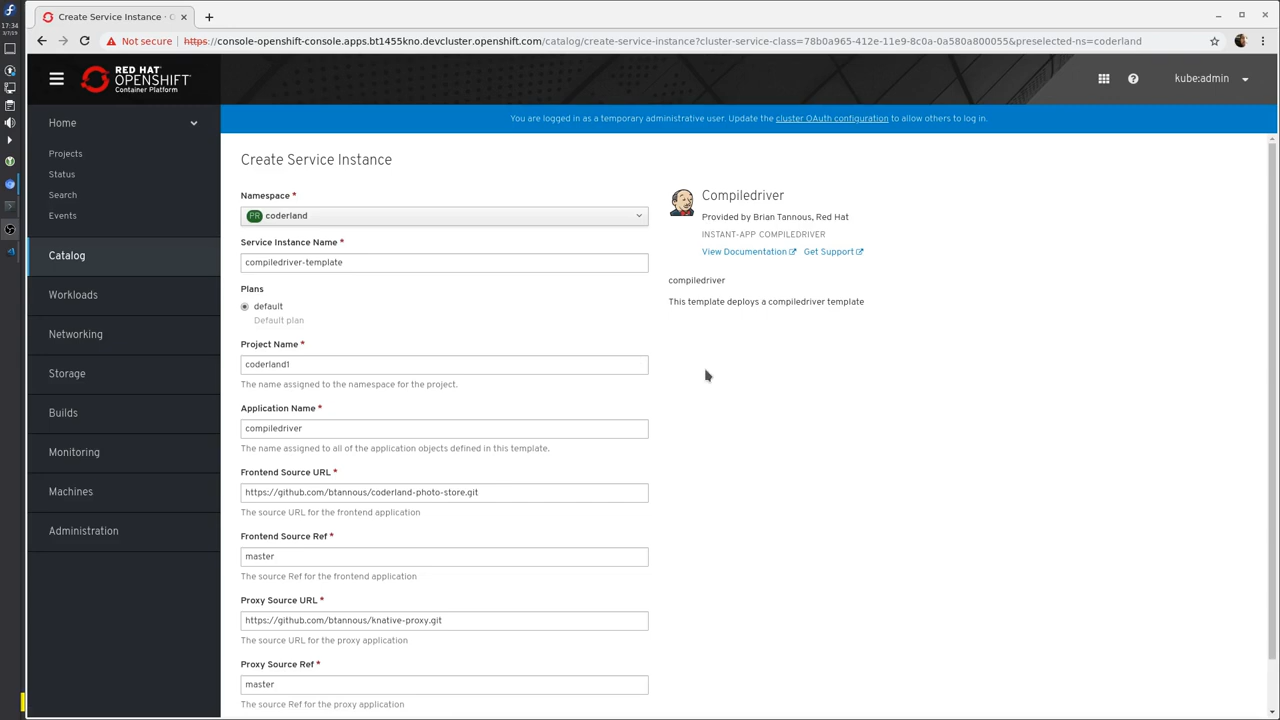 17:34
3/7/19
Create Service Instance · C
Not secure
https://console-openshift-console.apps.bt1455kno.devcluster.openshift.com/catalog/create-service-instance?cluster-service-class=78b0a965-412e-11e9-8c0a-0a580a800055&preselected-ns=coderland
RED HAT
OPENSHIFT
Container Platform
kube:admin
You are logged in as a temporary administrative user. Update the cluster OAuth configuration to allow others to log in.
Home
Projects
Status
Search
Events
Catalog
Workloads
Networking
Storage
Builds
Monitoring
Machines
Administration
Create Service Instance
Namespace *
PR coderland
Service Instance Name *
compiledriver-template
Plans
default
Default plan
Project Name *
coderland1
The name assigned to the namespace for the project.
Application Name *
compiledriver
The name assigned to all of the application objects defined in this template.
Frontend Source URL *
https://github.com/btannous/coderland-photo-store.git
The source URL for the frontend application
Frontend Source Ref *
master
The source Ref for the frontend application
Proxy Source URL *
https://github.com/btannous/knative-proxy.git
The source URL for the proxy application
Proxy Source Ref *
master
The source Ref for the proxy application
Compiledriver
Provided by Brian Tannous, Red Hat
INSTANT-APP COMPILEDRIVER
View Documentation Get Support
compiledriver
This template deploys a compiledriver template